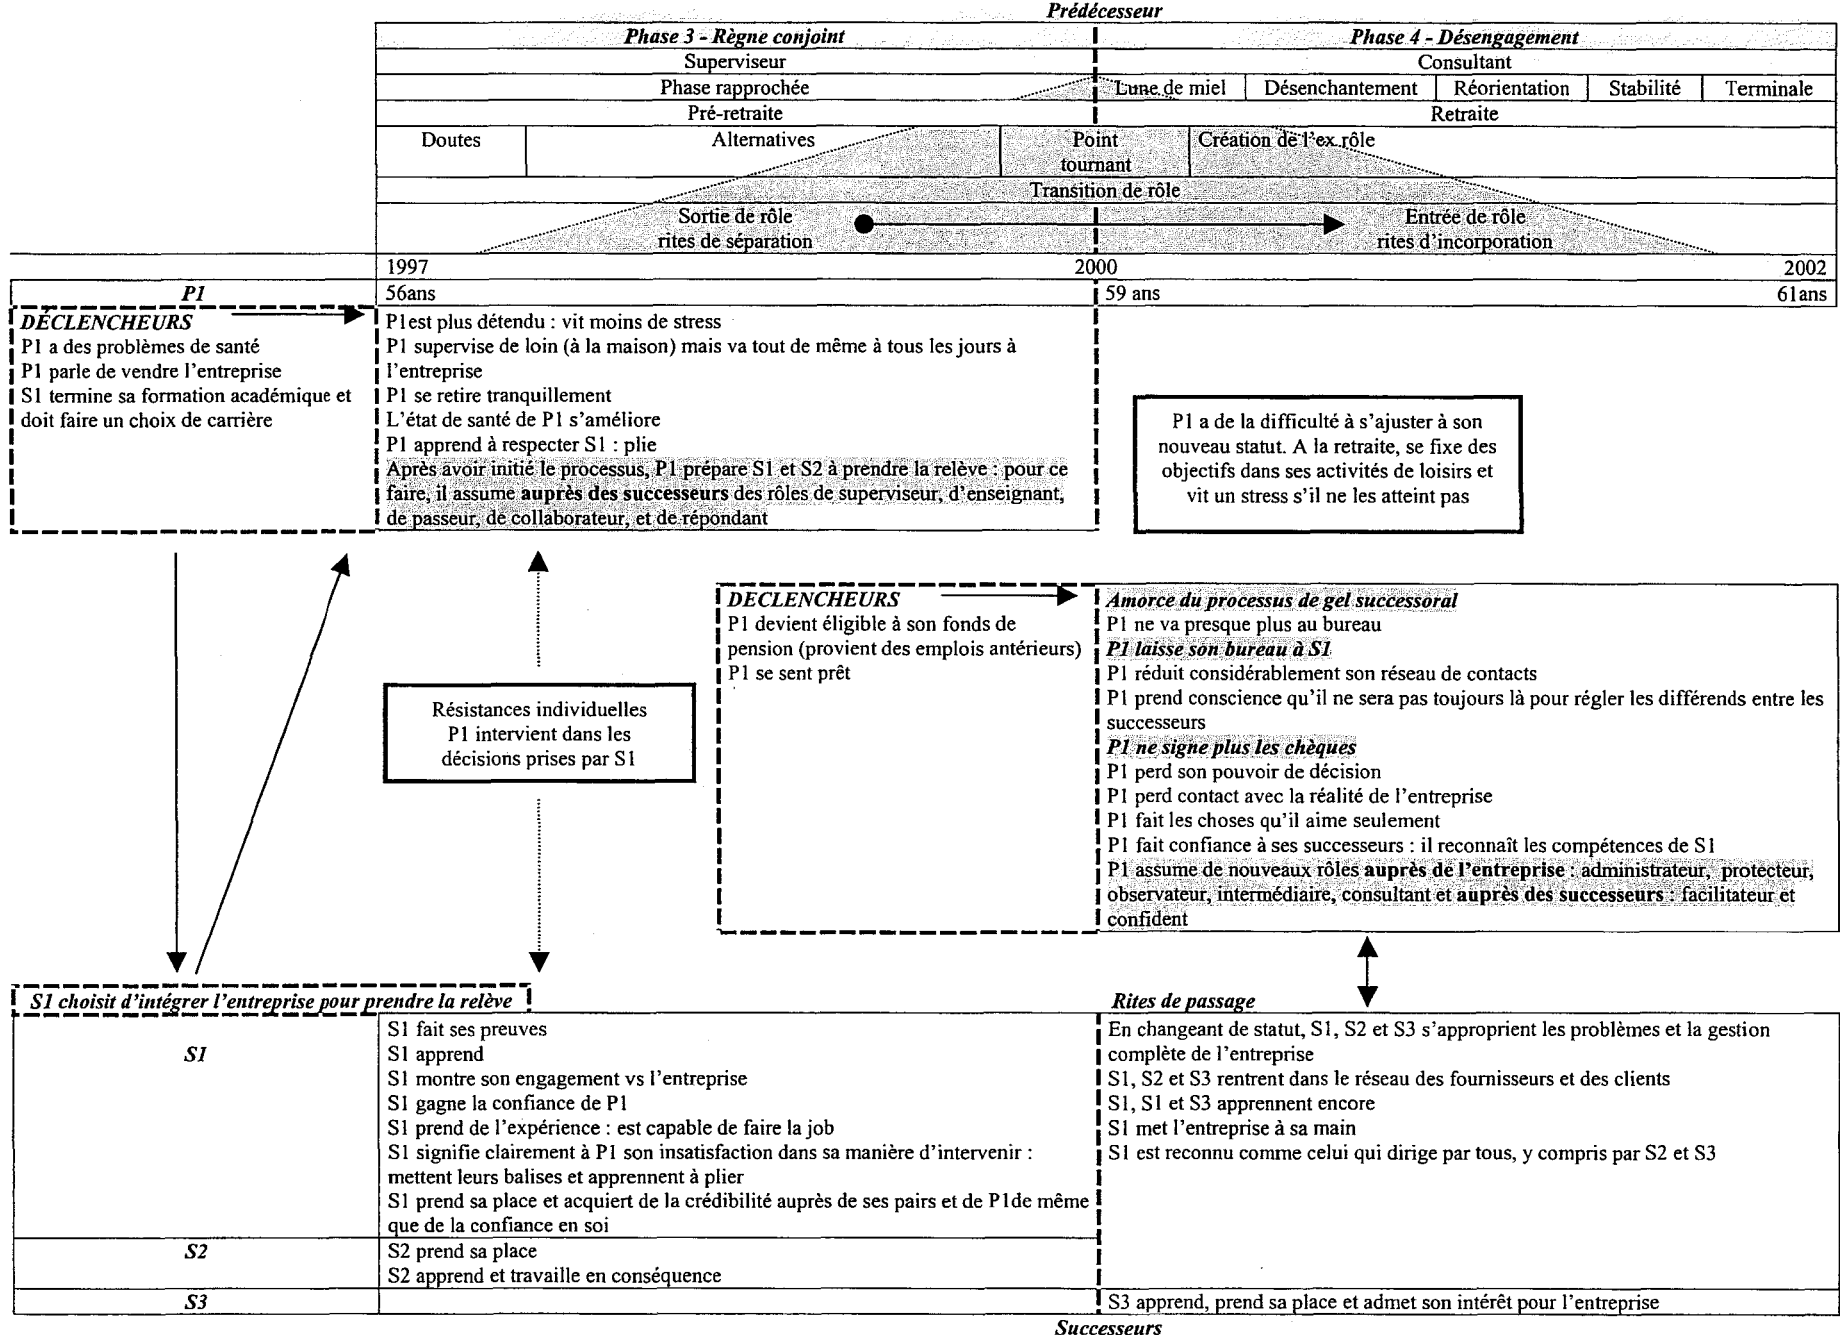 Prédécesseur
Phase 3 - Règne conjoint
Phase 4 - Désengagement
Superviseur
Consultant
Phase rapprochée
Lune de miel
Désenchantement
Réorientation
Stabilité
Terminale
Pré-retraite
Retraite
Doutes
Alternatives
Point
tournant
Création de l'ex rôle
Transition de rôle
Sortie de rôle
rites de séparation
Entrée de rôle
rites d'incorporation
1997
2000
2002
P1
56ans
59 ans
61ans
DÉCLENCHEURS
P1 a des problèmes de santé
P1 parle de vendre l'entreprise
S1 termine sa formation académique et
doit faire un choix de carrière
P1est plus détendu : vit moins de stress
P1 supervise de loin (à la maison) mais va tout de même à tous les jours à
l'entreprise
P1 se retire tranquillement
L'état de santé de P1 s'améliore
P1 apprend à respecter S1 : plie
Après avoir initié le processus, P1 prépare S1 et S2 à prendre la relève : pour ce
faire, il assume auprès des successeurs des rôles de superviseur, d'enseignant,
de passeur, de collaborateur, et de répondant
P1 a de la difficulté à s'ajuster à son
nouveau statut. A la retraite, se fixe des
objectifs dans ses activités de loisirs et
vit un stress s'il ne les atteint pas
DECLENCHEURS
P1 devient éligible à son fonds de
pension (provient des emplois antérieurs)
P1 se sent prêt
Amorce du processus de gel successoral
P1 ne va presque plus au bureau
P1 laisse son bureau à S1
P1 réduit considérablement son réseau de contacts
P1 prend conscience qu'il ne sera pas toujours là pour régler les différends entre les
successeurs
P1 ne signe plus les chèques
P1 perd son pouvoir de décision
P1 perd contact avec la réalité de l'entreprise
P1 fait les choses qu'il aime seulement
P1 fait confiance à ses successeurs : il reconnaît les compétences de S1
P1 assume de nouveaux rôles auprès de l'entreprise : administrateur, protecteur,
observateur, intermédiaire, consultant et auprès des successeurs : facilitateur et
confident
Résistances individuelles
P1 intervient dans les
décisions prises par S1
S1 choisit d'intégrer l'entreprise pour prendre la relève
Rites de passage
S1
S1 fait ses preuves
S1 apprend
S1 montre son engagement vs l'entreprise
S1 gagne la confiance de P1
S1 prend de l'expérience : est capable de faire la job
S1 signifie clairement à P1 son insatisfaction dans sa manière d'intervenir :
mettent leurs balises et apprennent à plier
S1 prend sa place et acquiert de la crédibilité auprès de ses pairs et de P1de même
que de la confiance en soi
En changeant de statut, S1, S2 et S3 s'approprient les problèmes et la gestion
complète de l'entreprise
S1, S2 et S3 rentrent dans le réseau des fournisseurs et des clients
S1, S1 et S3 apprennent encore
S1 met l'entreprise à sa main
S1 est reconnu comme celui qui dirige par tous, y compris par S2 et S3
S2
S2 prend sa place
S2 apprend et travaille en conséquence
S3
S3 apprend, prend sa place et admet son intérêt pour l'entreprise
Successeurs